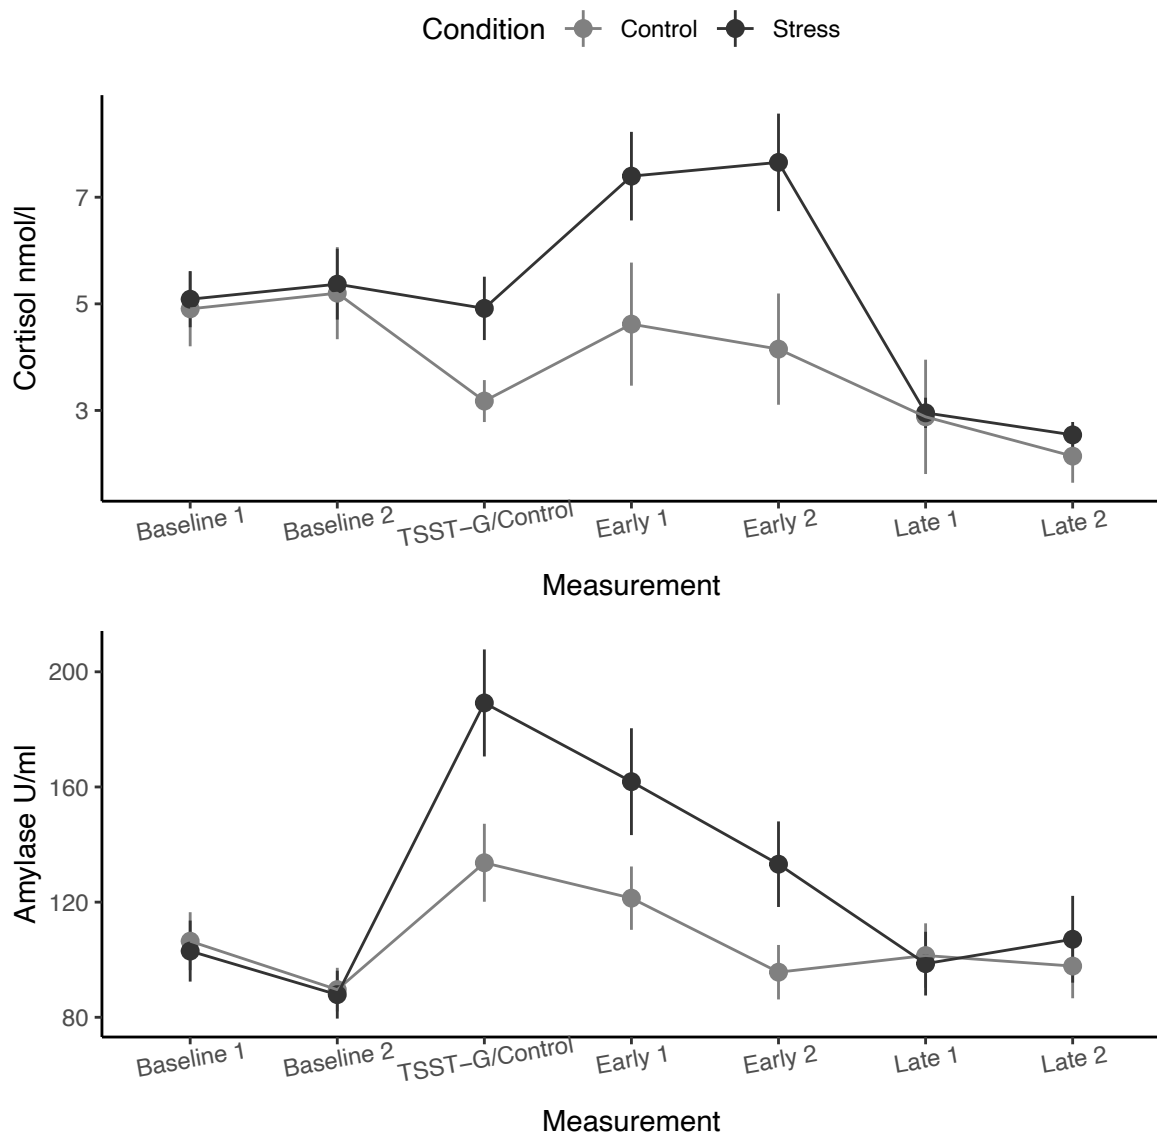 Condition Control Stress
Cortisol nmol/l
7
5
3
Baseline 1 Baseline 2 TSST−G/Control Early 1 Early 2 Late 1 Late 2
Measurement
Amylase U/ml
200
160
120
80
Baseline 1 Baseline 2 TSST−G/Control Early 1 Early 2 Late 1 Late 2
Measurement